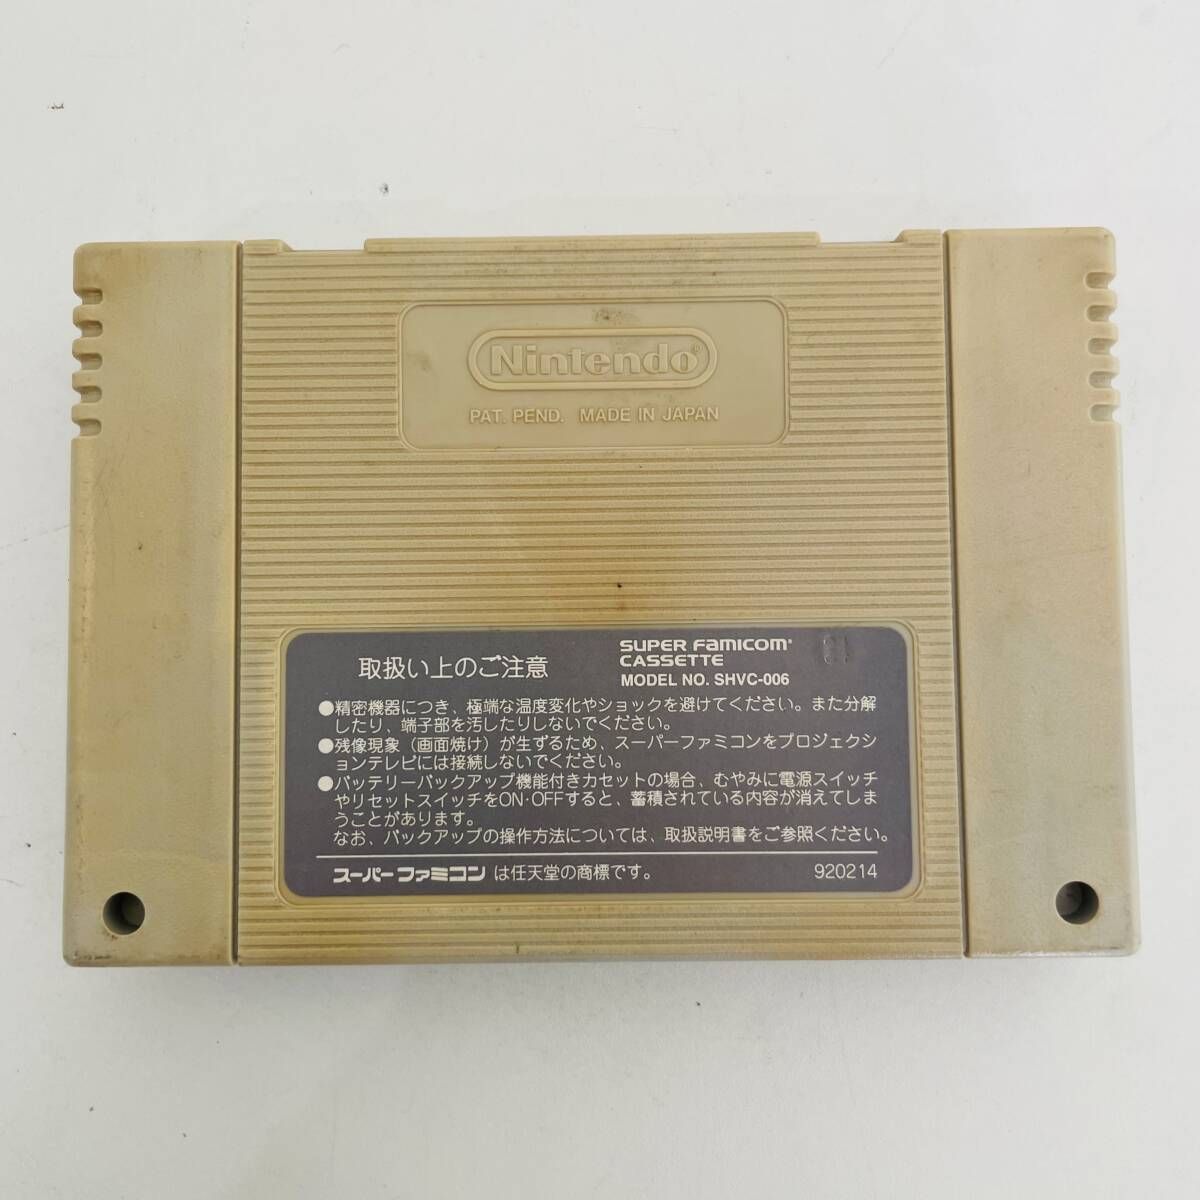 Nintendo®
PAT. PEND. MADE IN JAPAN
取扱い上のご注意
SUPER FAMICOM®
CASSETTE
MODEL NO. SHVC-006
●精密機器につき、極端な温度変化やショックを避けてください。また分解
したり、端子部を汚したりしないでください。
●残像現象（画面焼け）が生ずるため、スーパーファミコンをプロジェクシ
ョンテレビには接続しないでください。
●バッテリーバックアップ機能付きカセットの場合、むやみに電源スイッチ
やリセットスイッチをON・OFFすると、蓄積されている内容が消えてしま
うことがあります。
なお、バックアップの操作方法については、取扱説明書をご参照ください。
スーパーファミコンは任天堂の商標です。
920214